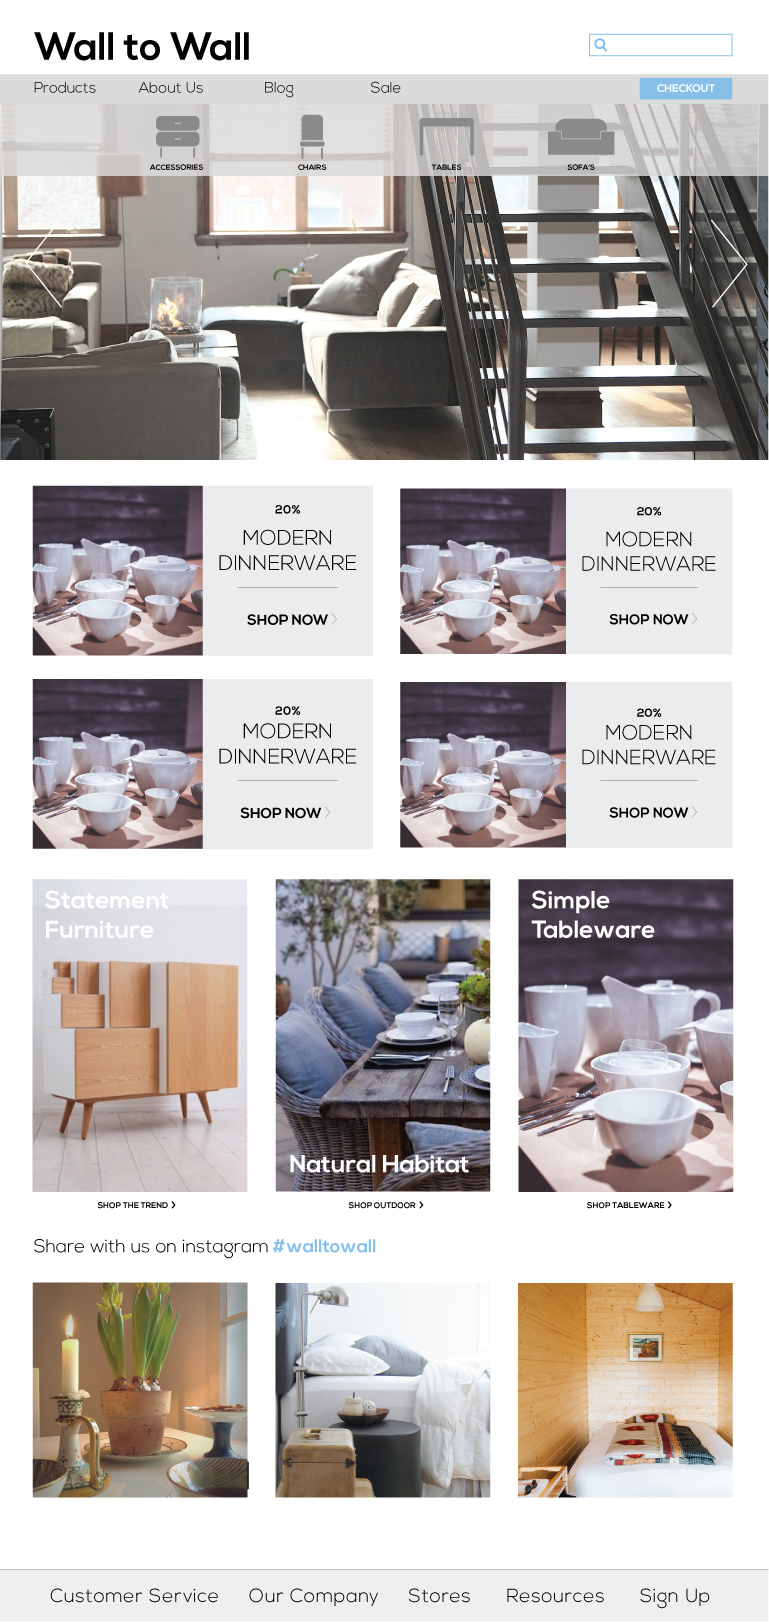 Wall to Wall
Products About Us Blog Sale CHECKOUT
ACCESSORIES CHAIRS TABLES SOFA'S
20%
MODERN
DINNERWARE
SHOP NOW
20%
MODERN
DINNERWARE
SHOP NOW
20%
MODERN
DINNERWARE
SHOP NOW
20%
MODERN
DINNERWARE
SHOP NOW
Statement
Furniture
Natural Habitat
Simple
Tableware
SHOP THE TREND SHOP OUTDOOR SHOP TABLEWARE
Share with us on instagram #walltowall
Customer Service Our Company Stores Resources Sign Up